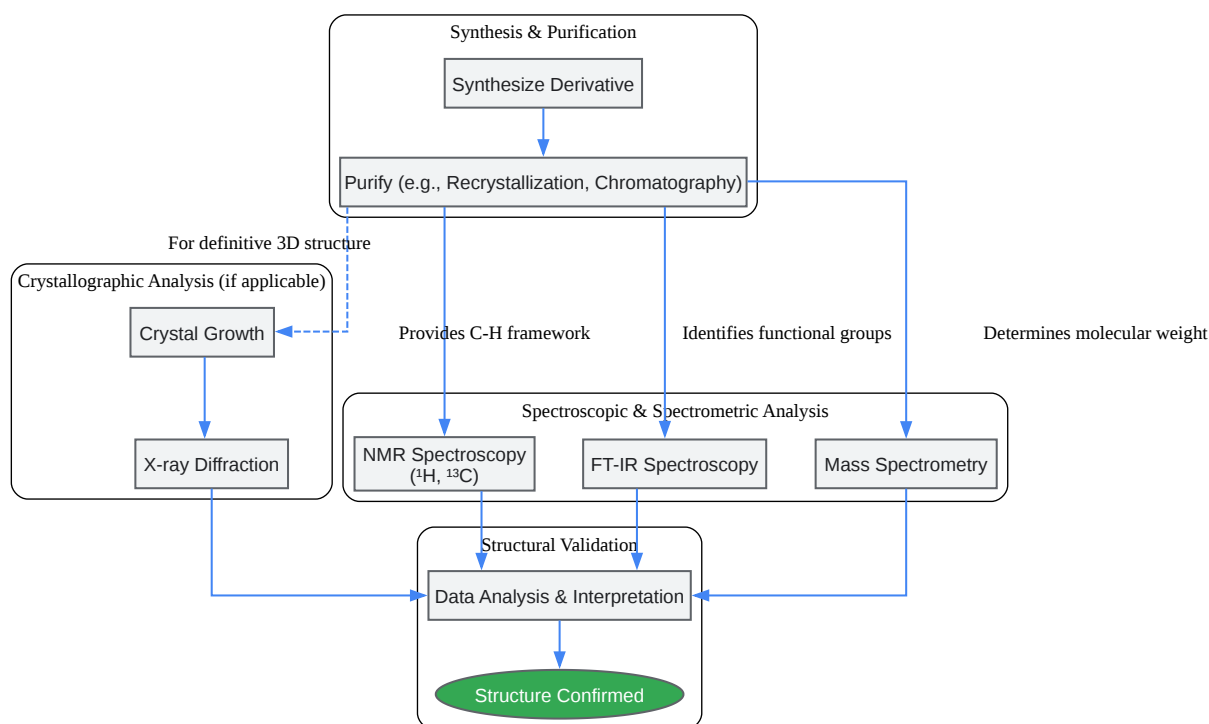 Synthesis & Purification
Synthesize Derivative
Purify (e.g., Recrystallization, Chromatography)
For definitive 3D structure
Crystallographic Analysis (if applicable)
Crystal Growth
Provides C-H framework
Identifies functional groups
Determines molecular weight
Spectroscopic & Spectrometric Analysis
X-ray Diffraction
NMR Spectroscopy
(¹H, ¹³C)
FT-IR Spectroscopy
Mass Spectrometry
Structural Validation
Data Analysis & Interpretation
Structure Confirmed